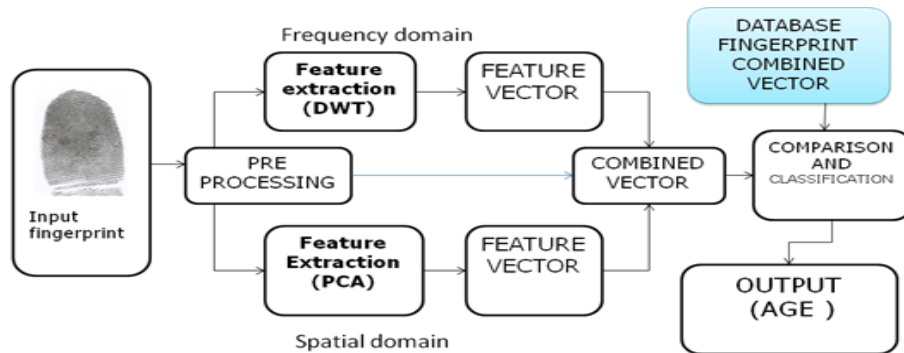 Frequency domain
DATABASE
FINGERPRINT
COMBINED
VECTOR
Feature
extraction
(DWT)
FEATURE
VECTOR
Input
fingerprint
PRE
PROCESSING
COMBINED
VECTOR
COMPARISON
AND
CLASSIFICATION
Feature
Extraction
(PCA)
FEATURE
VECTOR
OUTPUT
(AGE )
Spatial domain